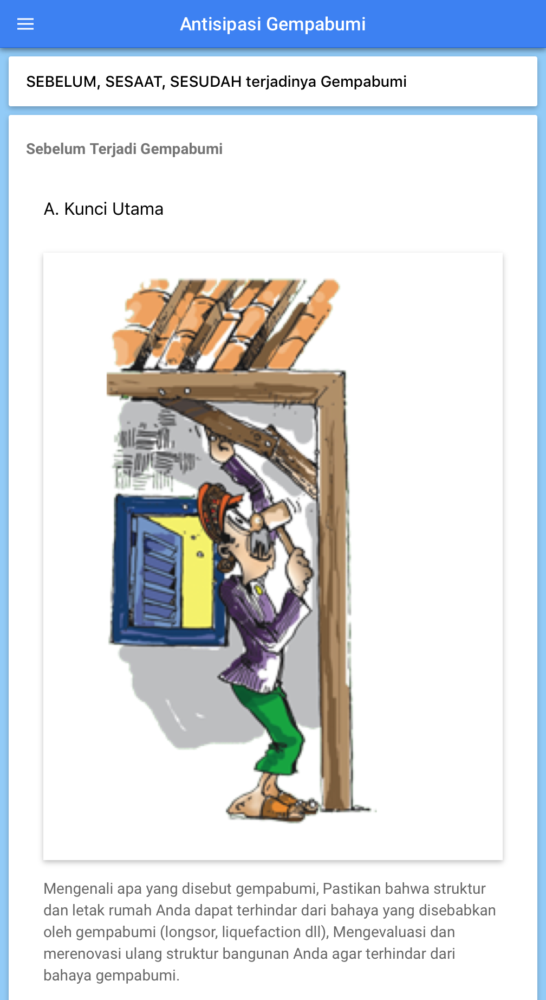 Antisipasi Gempabumi
SEBELUM, SESAAT, SESUDAH terjadinya Gempabumi
Sebelum Terjadi Gempabumi
A. Kunci Utama
Mengenali apa yang disebut gempabumi, Pastikan bahwa struktur
dan letak rumah Anda dapat terhindar dari bahaya yang disebabkan
oleh gempabumi (longsor, liquefaction dll), Mengevaluasi dan
merenovasi ulang struktur bangunan Anda agar terhindar dari
bahaya gempabumi.